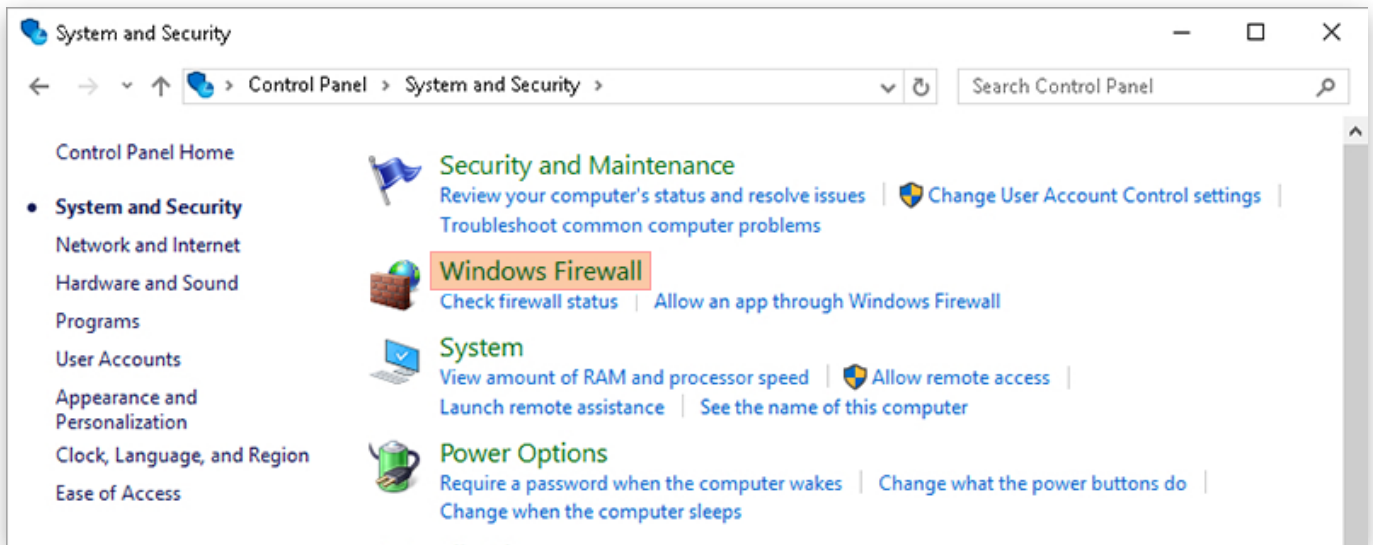 System and Security
Control Panel > System and Security >
Search Control Panel
Control Panel Home
System and Security
Network and Internet
Hardware and Sound
Programs
User Accounts
Appearance and
Personalization
Clock, Language, and Region
Ease of Access
Security and Maintenance
Review your computer's status and resolve issues
Change User Account Control settings
Troubleshoot common computer problems
Windows Firewall
Check firewall status
Allow an app through Windows Firewall
System
View amount of RAM and processor speed
Allow remote access
Launch remote assistance
See the name of this computer
Power Options
Require a password when the computer wakes
Change what the power buttons do
Change when the computer sleeps